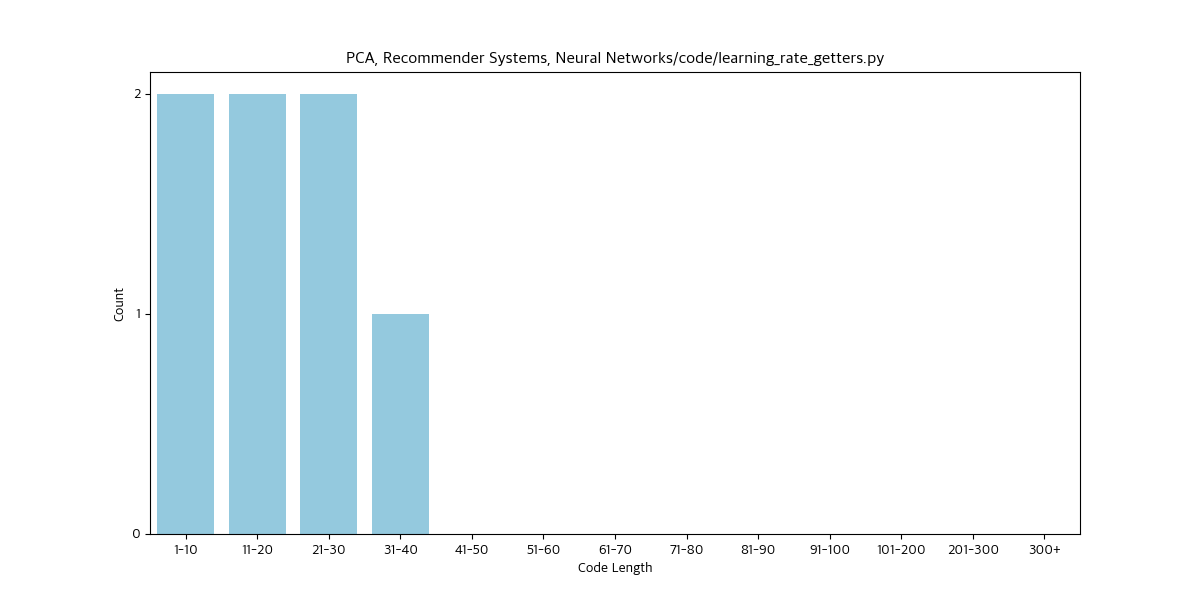 PCA, Recommender Systems, Neural Networks/code/learning_rate_getters.py
2
1
0
Count
1-10 11-20 21-30 31-40 41-50 51-60 61-70 71-80 81-90 91-100 101-200 201-300 300+
Code Length